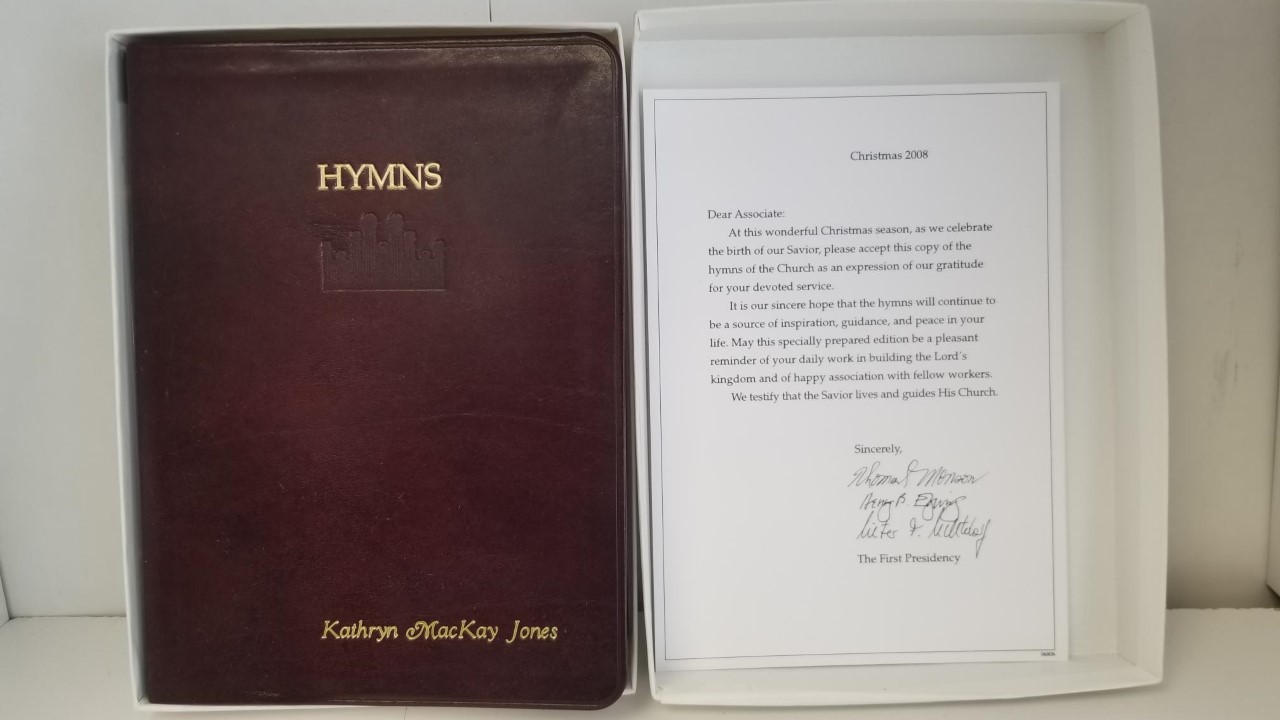 HYMNS
Kathryn MacKay Jones
Christmas 2008
Dear Associate:
At this wonderful Christmas season, as we celebrate
the birth of our Savior, please accept this copy of the
hymns of the Church as an expression of our gratitude
for your devoted service.
It is our sincere hope that the hymns will continue to
be a source of inspiration, guidance, and peace in your
life. May this specially prepared edition be a pleasant
reminder of your daily work in building the Lord's
kingdom and of happy association with fellow workers.
We testify that the Savior lives and guides His Church.
Sincerely,
Thomas S Monson
Henry B. Eyring
Dieter F. Uchtdorf
The First Presidency